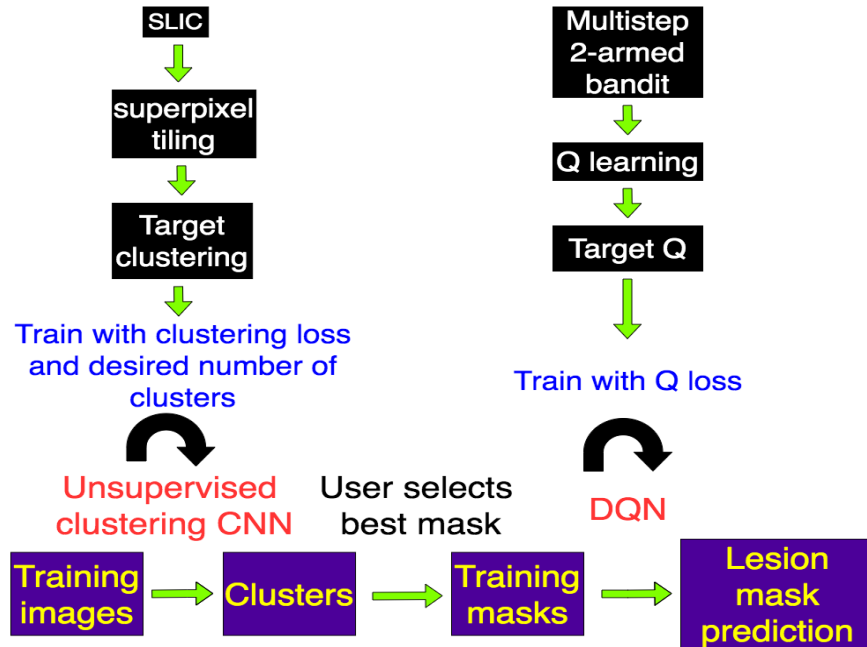 SLIC
superpixel
tiling
Target
clustering
Train with clustering loss
and desired number of
clusters
Multistep
2-armed
bandit
Q learning
Target Q
Train with Q loss
Unsupervised
clustering CNN
User selects
best mask
DQN
Training
images
Clusters
Training
masks
Lesion
mask
prediction